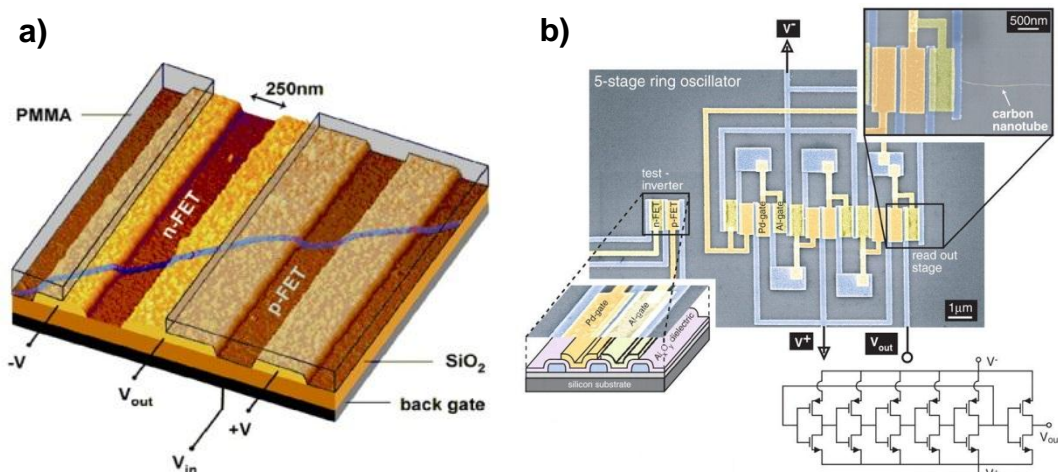 a)
PMMA
250nm
n-FET
p-FET
SiO₂
back gate
-V
Vout
+V
Vin
b)
V-
5-stage ring oscillator
500nm
carbon
nanotube
test -
inverter
n-FET
p-FET
Pd-gate
Al-gate
read out
stage
1μm
Pd-gate
Al-gate
AlxOy dielectric
silicon substrate
V+
Vout
V-
Vou